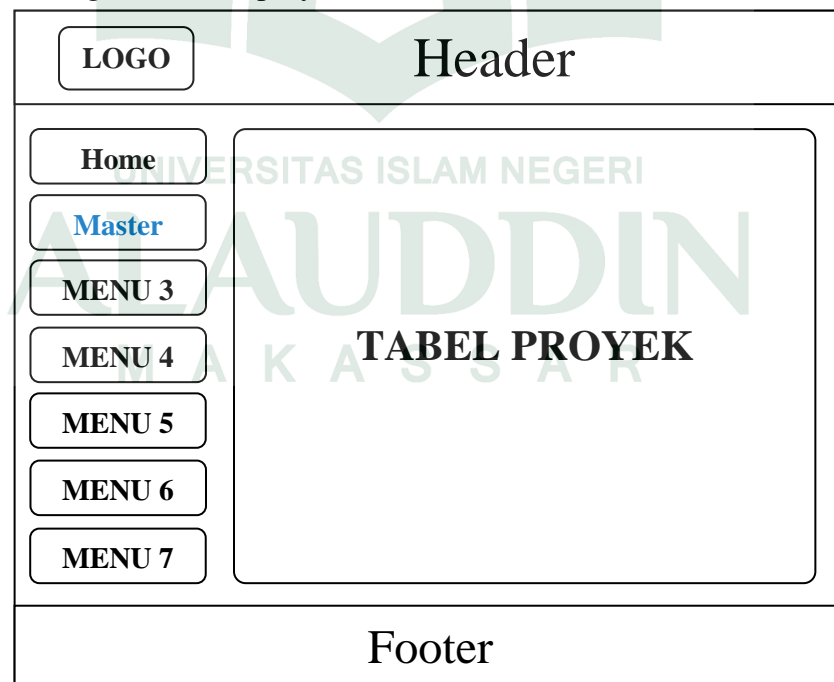 LOGO
Header
Home
Master
MENU 3
MENU 4
MENU 5
MENU 6
MENU 7
TABEL PROYEK
UNIVERSITAS ISLAM NEGERI
ALAUDDIN
MAKASSAR
Footer